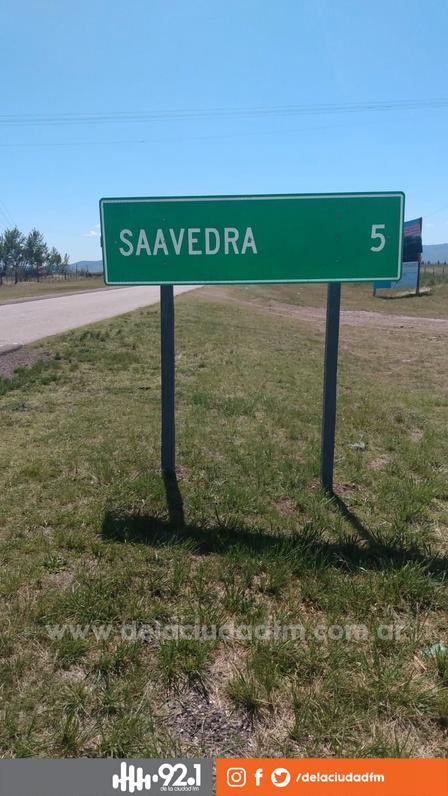 SAAVEDRA 5
www.delaciudadfm.com.ar
92.1
de la ciudad fm
/delaciudadfm